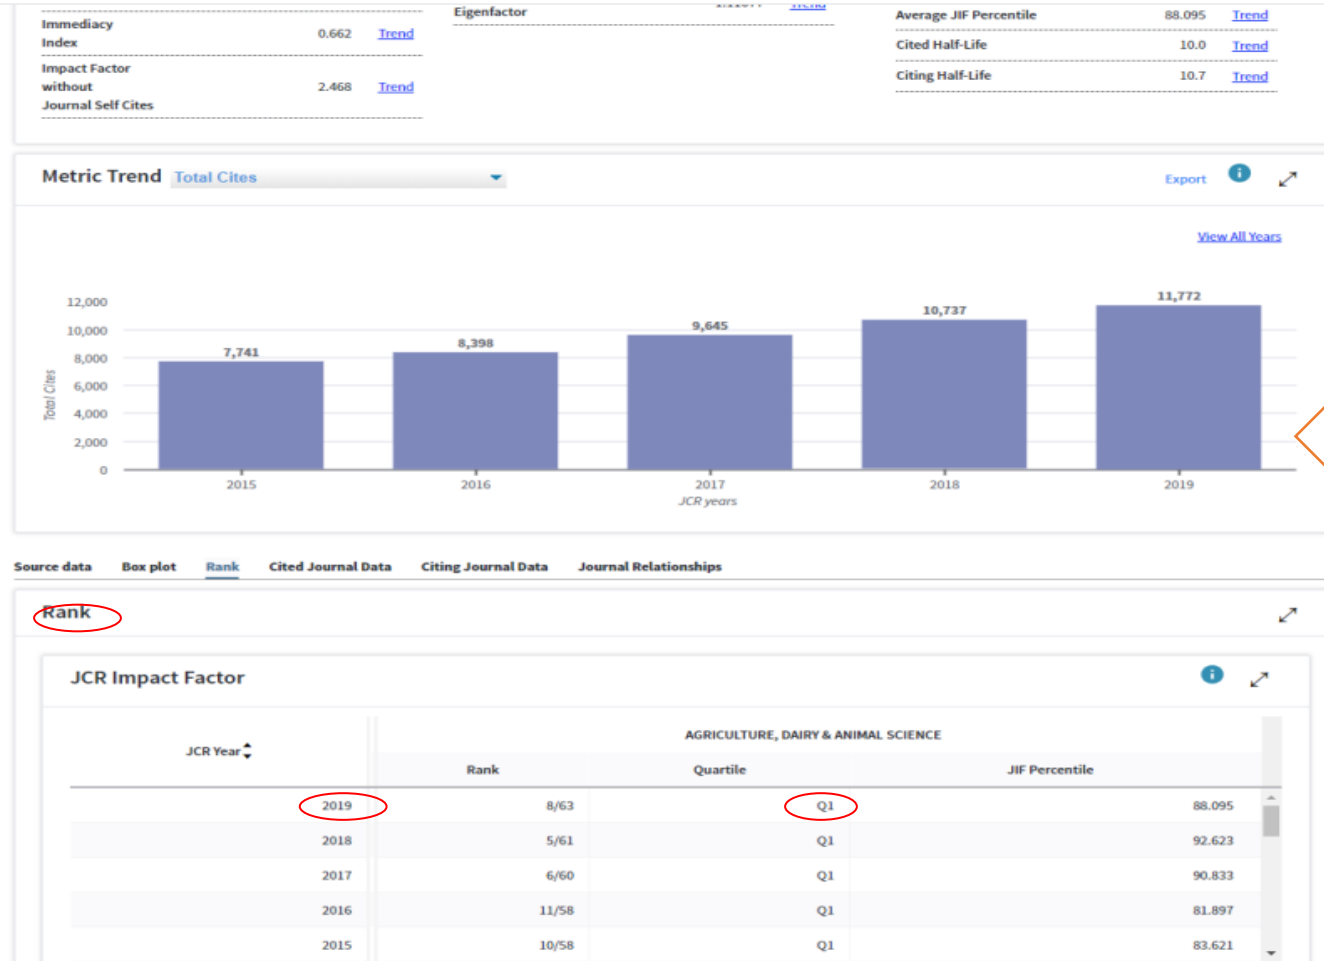 Immediacy
Index
0.662 Trend
Impact Factor
without
Journal Self Cites
2.468 Trend
Eigenfactor
Trend
Average JIF Percentile 88.095 Trend
Cited Half-Life 10.0 Trend
Citing Half-Life 10.7 Trend
Metric Trend Total Cites
Export
View All Years
12,000
10,000
8,000
6,000
4,000
2,000
0
Total Cites
7,741
8,398
9,645
10,737
11,772
2015 2016 2017 2018 2019
JCR years
Source data Box plot Rank Cited Journal Data Citing Journal Data Journal Relationships
Rank
JCR Impact Factor
JCR Year
AGRICULTURE, DAIRY & ANIMAL SCIENCE
Rank Quartile JIF Percentile
2019 8/63 Q1 88.095
2018 5/61 Q1 92.623
2017 6/60 Q1 90.833
2016 11/58 Q1 81.897
2015 10/58 Q1 83.621